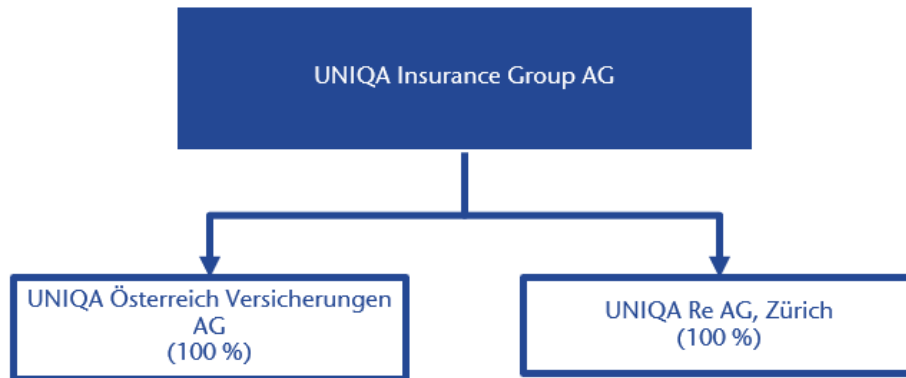 UNIQA Insurance Group AG
UNIQA Österreich Versicherungen
AG
(100 %)
UNIQA Re AG, Zürich
(100 %)